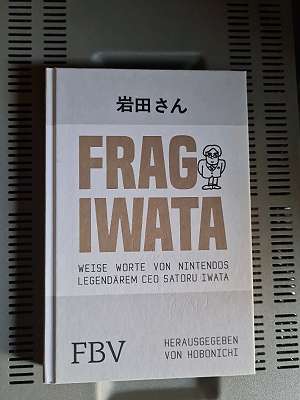 岩田さん
FRAG
IWATA
WEISE WORTE VON NINTENDOS
LEGENDÄREM CEO SATORU IWATA
FBV
HERAUSGEGEBEN
VON HOBONICHI